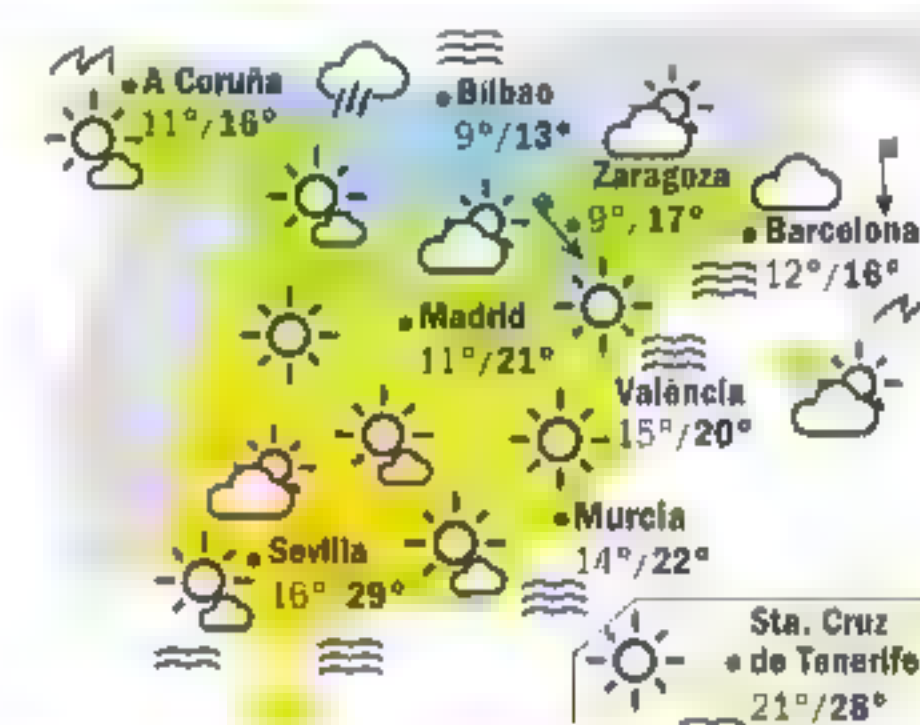 A Coruña
11°/16°
Bilbao
9°/13°
Zaragoza
9°, 17°
Barcelona
12°/16°
Madrid
11°/21°
València
15°/20°
Murcia
14°/22°
Sevilla
16° 29°
Sta. Cruz
de Tenerife
21°/28°